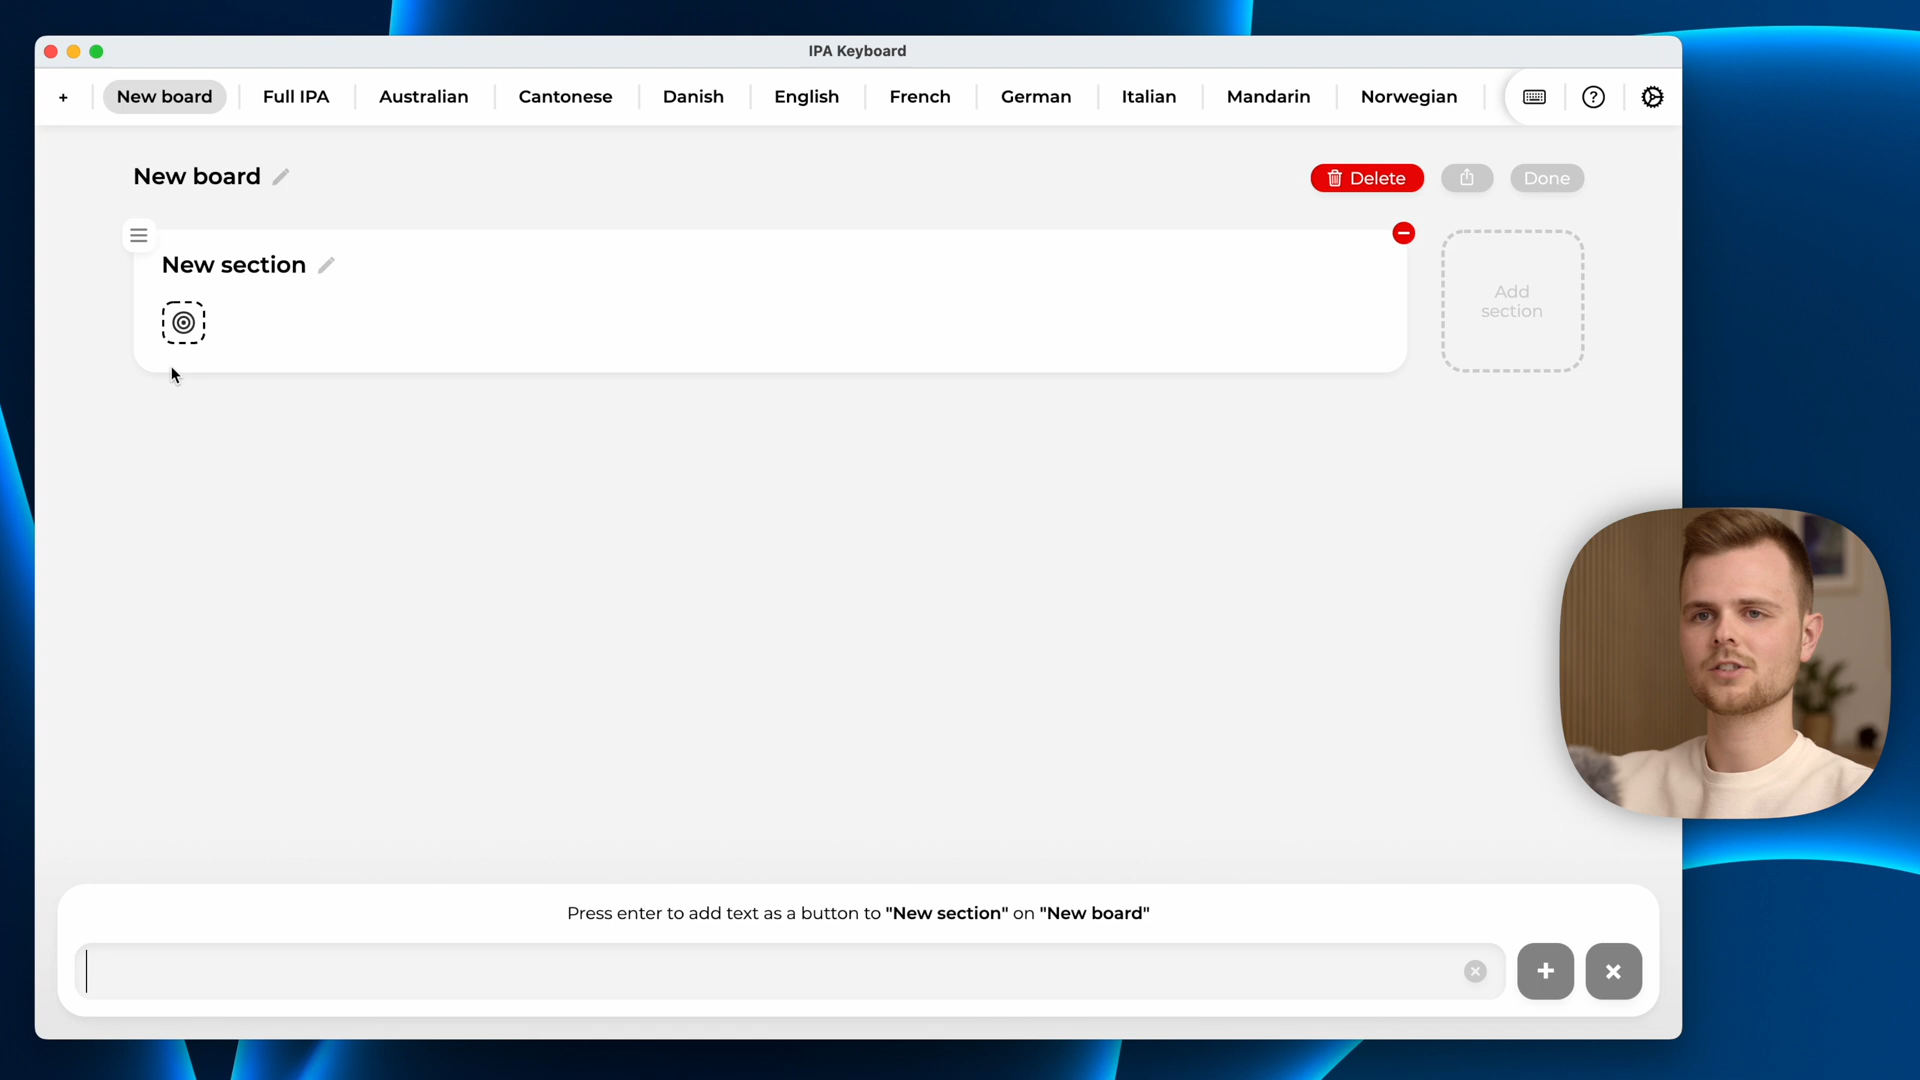 IPA Keyboard
+ New board Full IPA Australian Cantonese Danish English French German Italian Mandarin Norwegian
New board
Delete
Done
New section
Add
section
Press enter to add text as a button to "New section" on "New board"